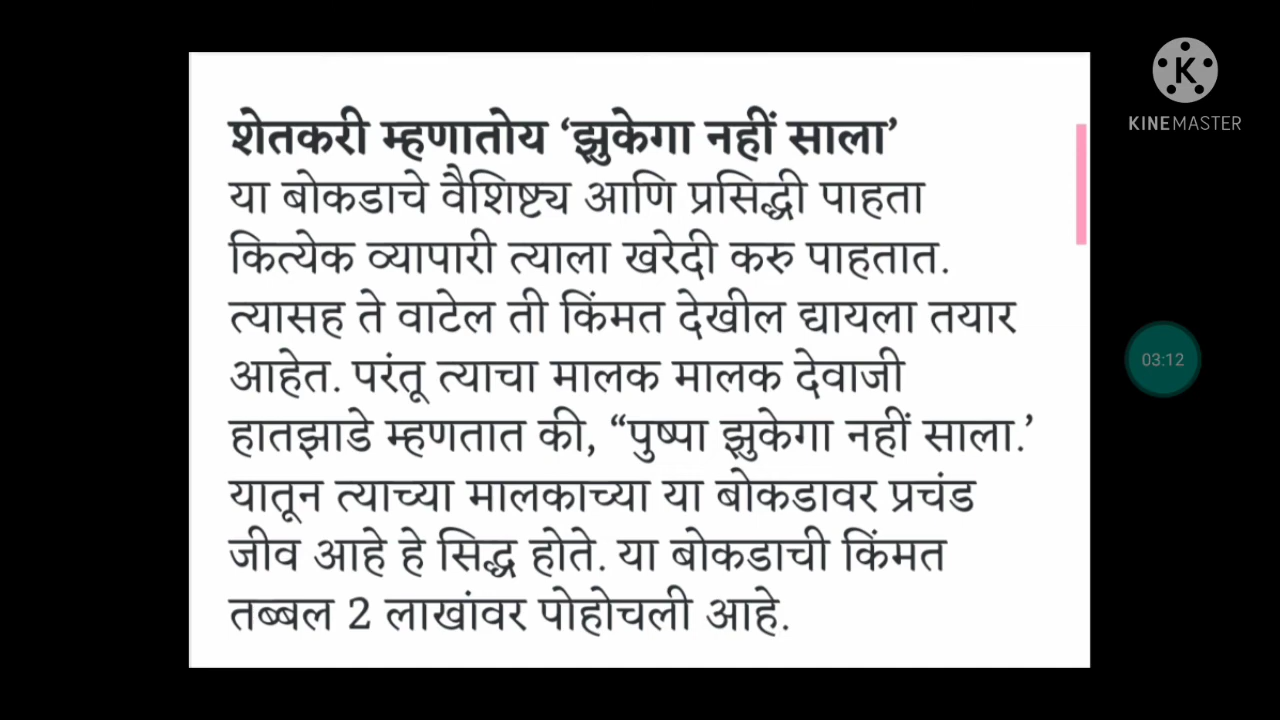 शेतकरी म्हणातोय ‘झुकेगा नहीं साला’
या बोकडाचे वैशिष्ट्य आणि प्रसिद्धी पाहता
कित्येक व्यापारी त्याला खरेदी करु पाहतात.
त्यासह ते वाटेल ती किंमत देखील द्यायला तयार
आहेत. परंतू त्याचा मालक मालक देवाजी
हातझाडे म्हणतात की, “पुष्पा झुकेगा नहीं साला.’
यातून त्याच्या मालकाच्या या बोकडावर प्रचंड
जीव आहे हे सिद्ध होते. या बोकडाची किंमत
तब्बल 2 लाखांवर पोहोचली आहे.
K
KINEMASTER
03:12